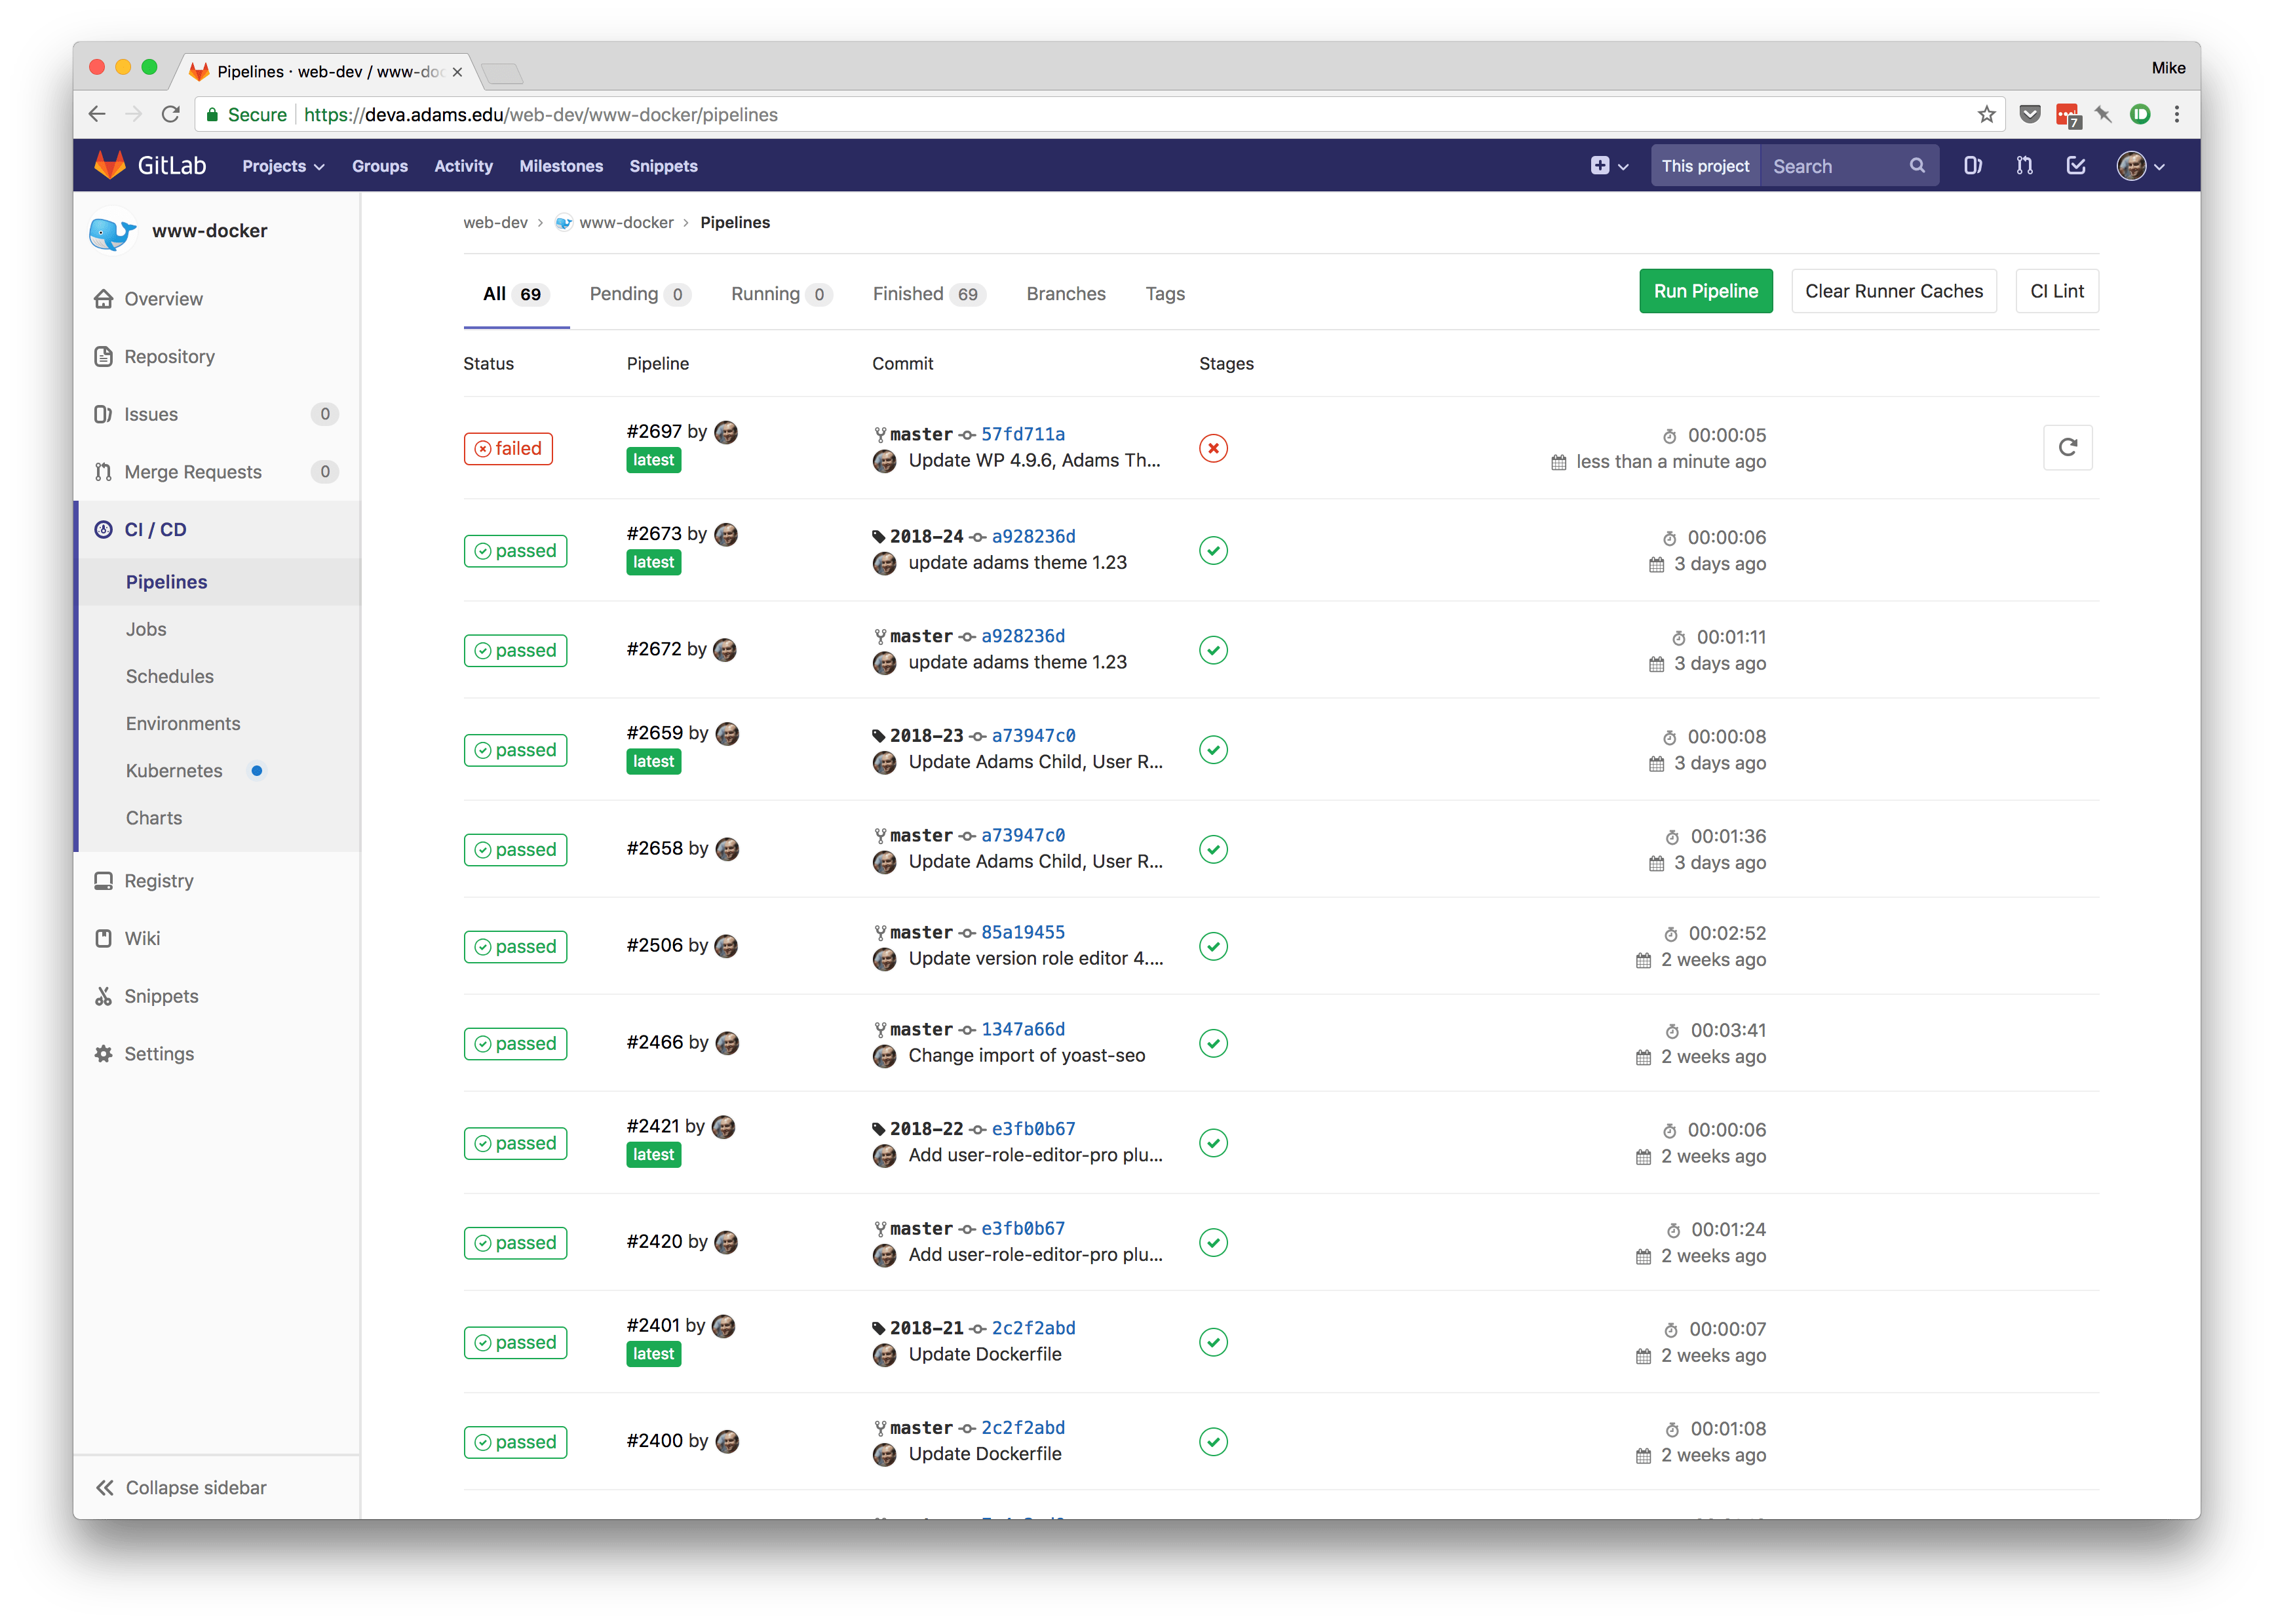 Pipelines · web-dev / www-doc
Mike
Secure https://deva.adams.edu/web-dev/www-docker/pipelines
7
GitLab Projects Groups Activity Milestones Snippets This project Search
www-docker
Overview
Repository
Issues 0
Merge Requests 0
CI / CD
Pipelines
Jobs
Schedules
Environments
Kubernetes
Charts
Registry
Wiki
Snippets
Settings
Collapse sidebar
web-dev > www-docker > Pipelines
All 69 Pending 0 Running 0 Finished 69 Branches Tags Run Pipeline Clear Runner Caches CI Lint
Status Pipeline Commit Stages
failed #2697 by latest master 57fd711a Update WP 4.9.6, Adams Th... 00:00:05 less than a minute ago
passed #2673 by latest 2018-24 a928236d update adams theme 1.23 00:00:06 3 days ago
passed #2672 by master a928236d update adams theme 1.23 00:01:11 3 days ago
passed #2659 by latest 2018-23 a73947c0 Update Adams Child, User R... 00:00:08 3 days ago
passed #2658 by master a73947c0 Update Adams Child, User R... 00:01:36 3 days ago
passed #2506 by master 85a19455 Update version role editor 4.... 00:02:52 2 weeks ago
passed #2466 by master 1347a66d Change import of yoast-seo 00:03:41 2 weeks ago
passed #2421 by latest 2018-22 e3fb0b67 Add user-role-editor-pro plu... 00:00:06 2 weeks ago
passed #2420 by master e3fb0b67 Add user-role-editor-pro plu... 00:01:24 2 weeks ago
passed #2401 by latest 2018-21 2c2f2abd Update Dockerfile 00:00:07 2 weeks ago
passed #2400 by master 2c2f2abd Update Dockerfile 00:01:08 2 weeks ago